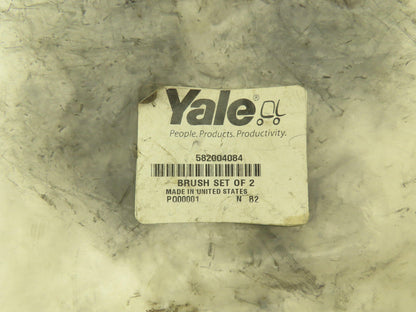 Yale®
People. Products. Productivity.
582004084
BRUSH SET OF 2
MADE IN UNITED STATES
P000001 N B2